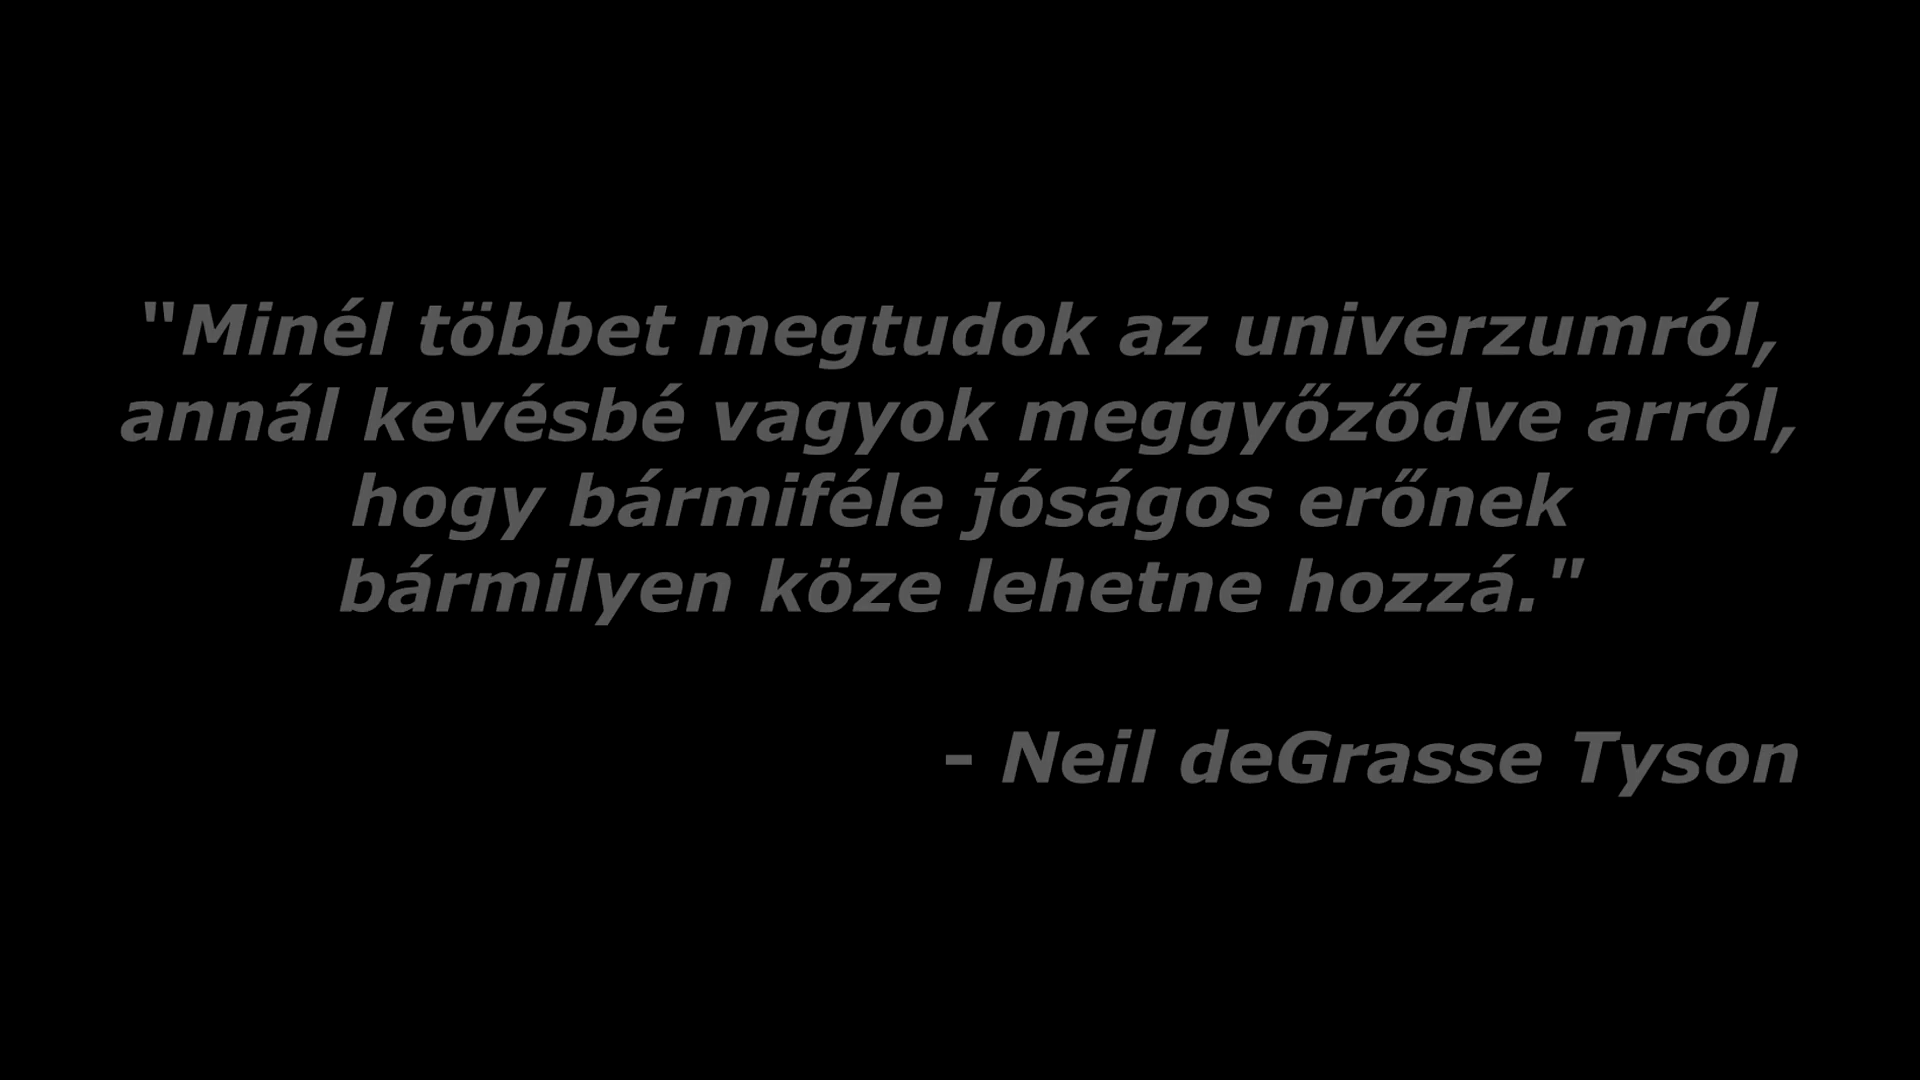 "Minél többet megtudok az univerzumról,
annál kevésbé vagyok meggyőződve arról,
hogy bármiféle jóságos erőnek
bármilyen köze lehetne hozzá."
- Neil deGrasse Tyson